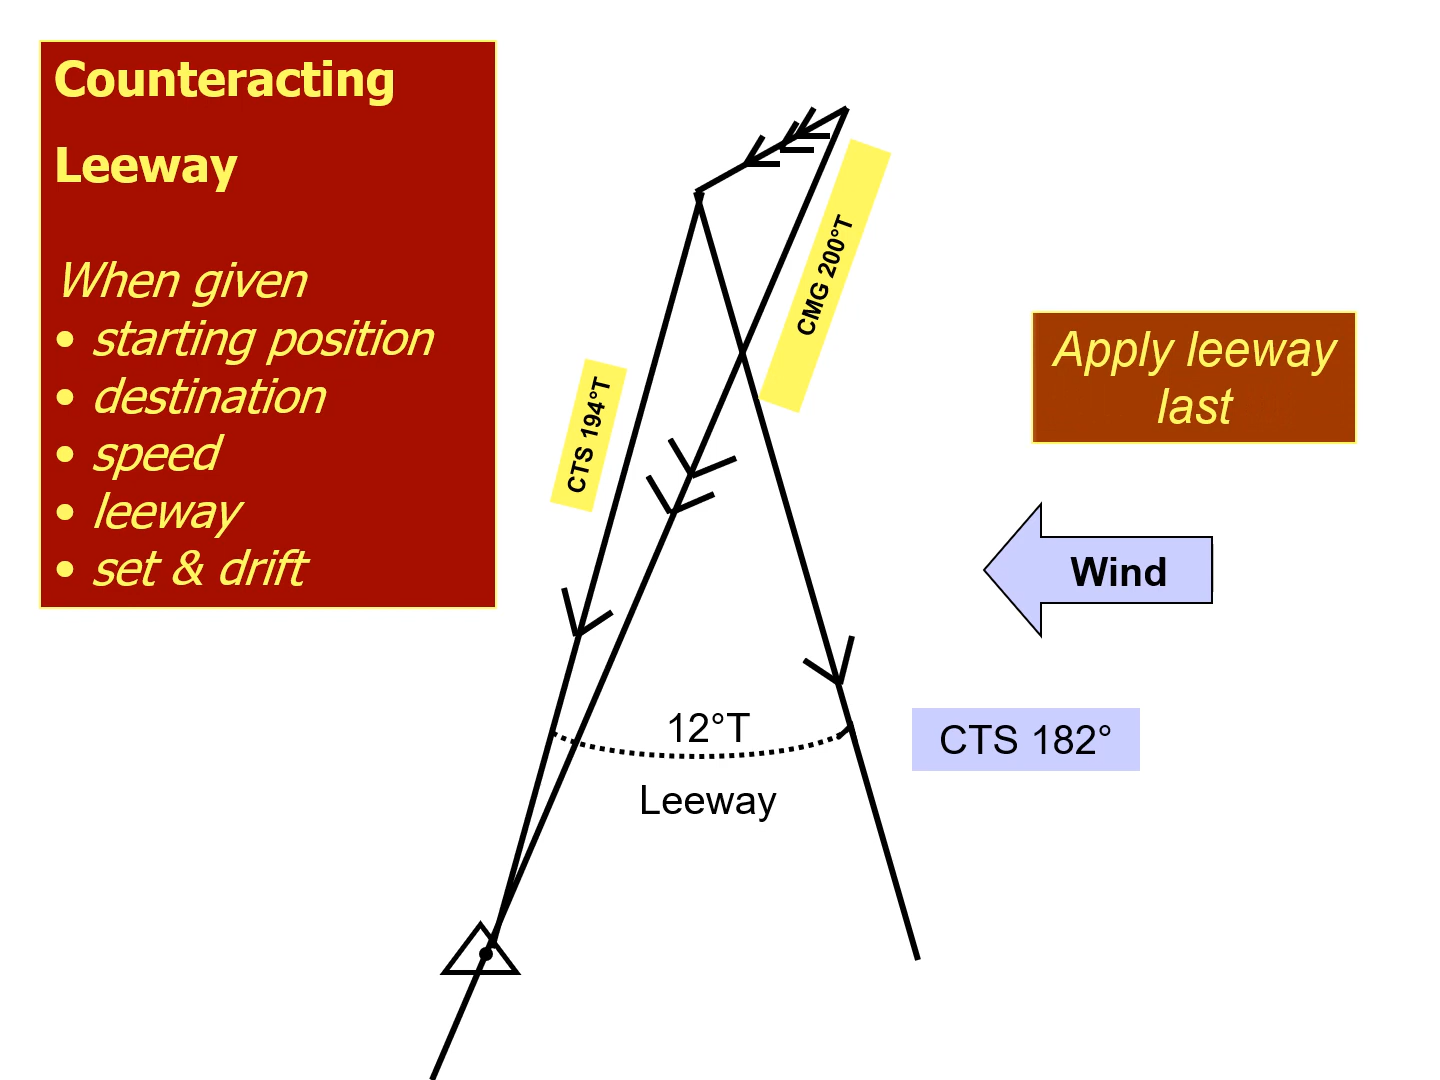 Counteracting
Leeway
When given
• starting position
• destination
• speed
• leeway
• set & drift
CMG 200°T
CTS 194°T
Apply leeway
last
Wind
12°T
Leeway
CTS 182°